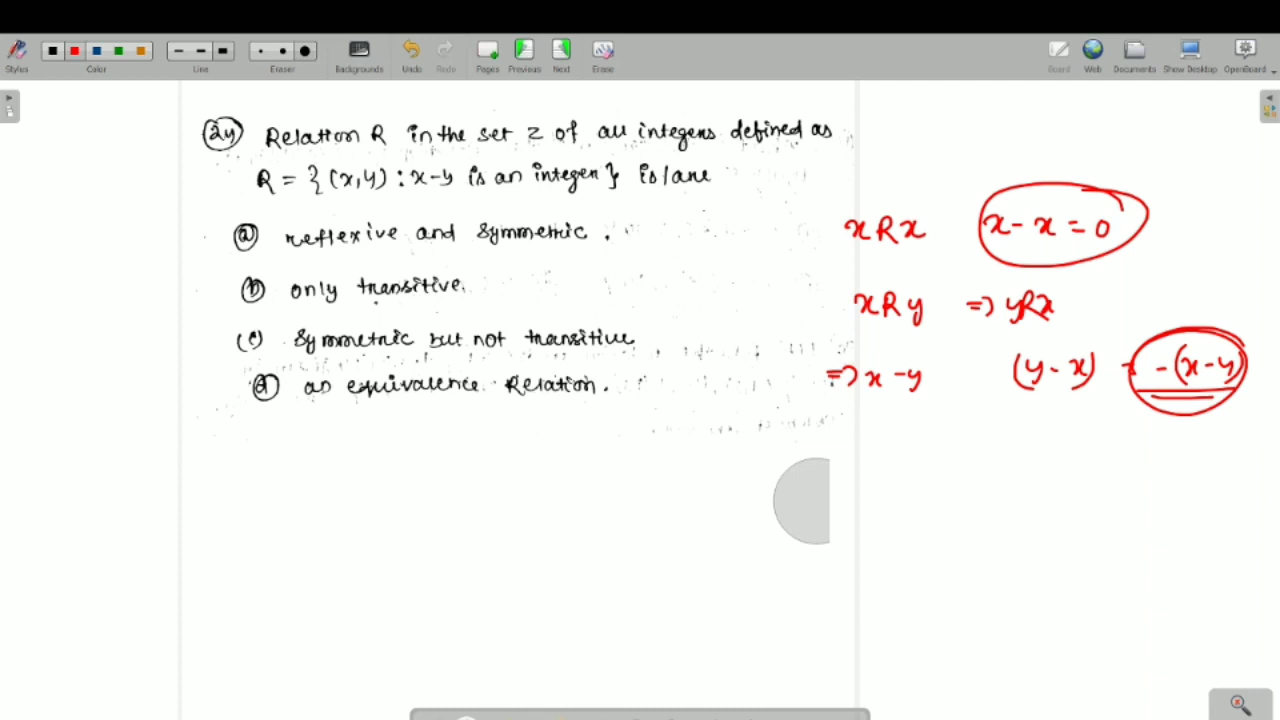 Styles
Color
Line
Eraser
Backgrounds
Undo
Redo
Pages
Previous
Next
Erase
Board
Web
Documents
Show Desktop
OpenBoard
24 Relation R in the set Z of all integers defined as
R = { (x,y) : x-y is an integer } is/are
(a) reflexive and symmetric.
(b) only transitive.
(c) Symmetric but not transitive
(d) an equivalence Relation.
xRx x - x = 0
xRy => yRx
=> x - y (y - x) = -(x-y)